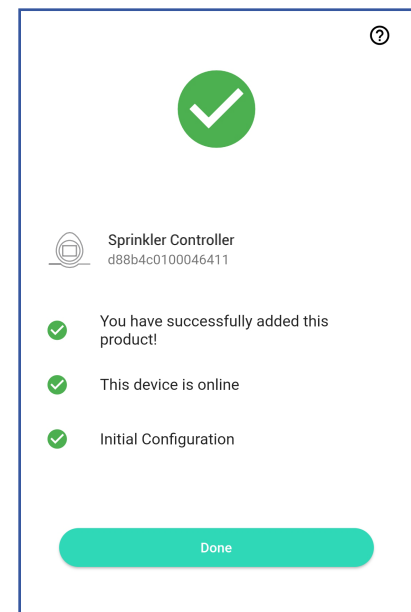 Sprinkler Controller
d88b4c0100046411
You have successfully added this
product!
This device is online
Initial Configuration
Done